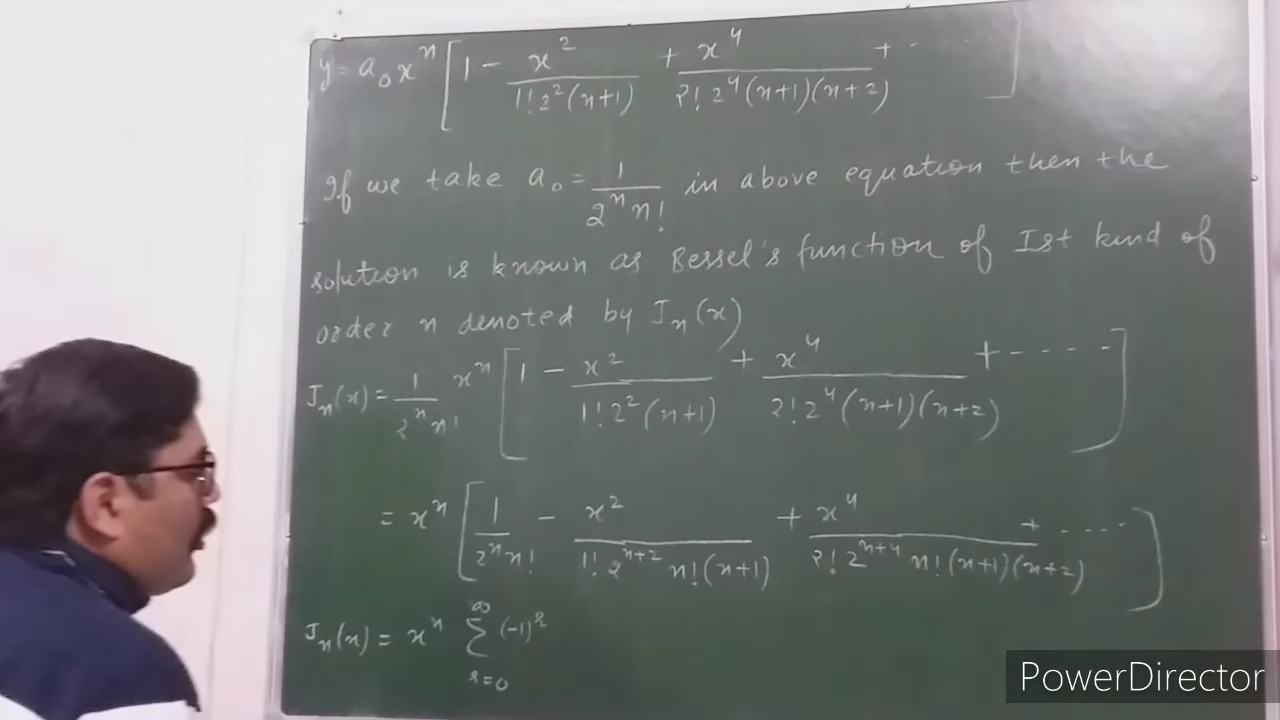 y = a₀xⁿ [1 - x²/(1! 2²(n+1)) + x⁴/(2! 2⁴(n+1)(n+2)) + ....]
If we take a₀ = 1/(2ⁿ n!) in above equation then the
solution is known as Bessel's function of Ist kind of
order n denoted by Jₙ(x)
Jₙ(x) = 1/(2ⁿ n!) xⁿ [1 - x²/(1! 2²(n+1)) + x⁴/(2! 2⁴(n+1)(n+2)) + -----]
= xⁿ [1/(2ⁿ n!) - x²/(1! 2ⁿ⁺² n!(n+1)) + x⁴/(2! 2ⁿ⁺⁴ n!(n+1)(n+2)) + .....]
Jₙ(x) = xⁿ ∑_{r=0}^{∞} (-1)^r
PowerDirector